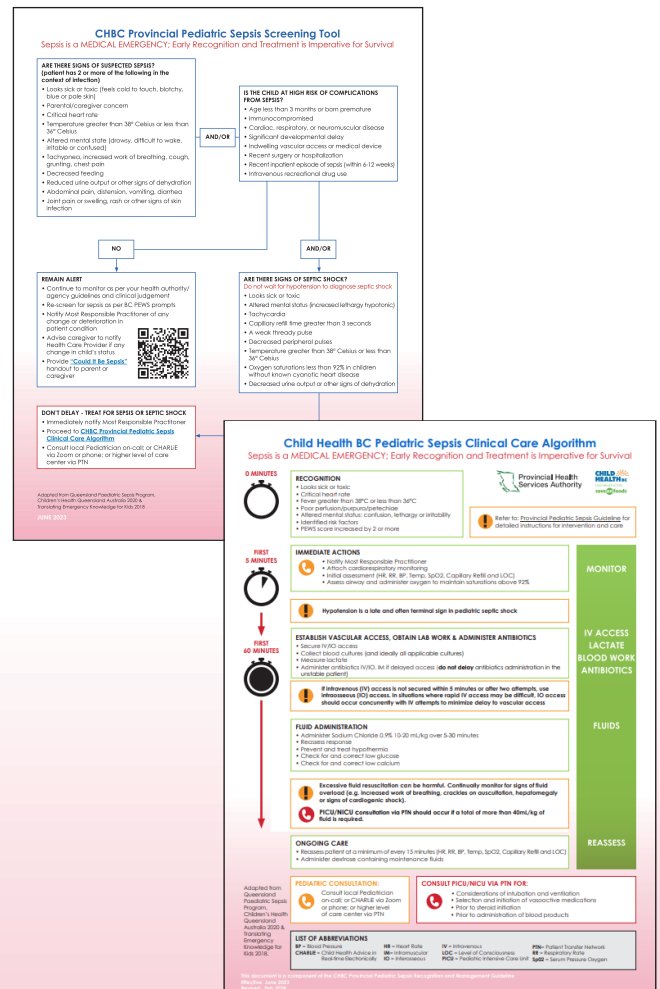 CHBC Provincial Pediatric Sepsis Screening Tool
Sepsis is a MEDICAL EMERGENCY; Early Recognition and Treatment is Imperative for Survival
ARE THERE SIGNS OF SUSPECTED SEPSIS?
(patient has 2 or more of the following in the
context of infection)
• Looks sick or toxic (feels cold to touch, blotchy,
blue or pale skin)
• Parental/caregiver concern
• Critical heart rate
• Temperature greater than 38° Celsius or less than
36° Celsius
• Altered mental state (drowsy, difficult to wake,
irritable or confused)
• Tachypnea, increased work of breathing, cough,
grunting, chest pain
• Decreased feeding
• Reduced urine output or other signs of dehydration
• Abdominal pain, distension, vomiting, diarrhea
• Joint pain or swelling, rash or other signs of skin
infection
AND/OR
IS THE CHILD AT HIGH RISK OF COMPLICATIONS
FROM SEPSIS?
• Age less than 3 months or born premature
• Immunocompromised
• Cardiac, respiratory, or neuromuscular disease
• Significant developmental delay
• Indwelling vascular access or medical device
• Recent surgery or hospitalization
• Recent inpatient episode of sepsis (within 6-12 weeks)
• Intravenous recreational drug use
NO
AND/OR
REMAIN ALERT
• Continue to monitor as per your health authority/
agency guidelines and clinical judgement
• Re-screen for sepsis as per BC PEWS prompts
• Notify Most Responsible Practitioner of any
change or deterioration in
patient condition
• Advise caregiver to notify
Health Care Provider if any
change in child's status
• Provide "Could it Be Sepsis"
handout to parent or
caregiver
ARE THERE SIGNS OF SEPTIC SHOCK?
Do not wait for hypotension to diagnose septic shock
• Looks sick or toxic
• Altered mental status (increased lethargy hypotonic)
• Tachycardia
• Capillary refill time greater than 3 seconds
• A weak thready pulse
• Decreased peripheral pulses
• Temperature greater than 38° Celsius or less than
36° Celsius
• Oxygen saturations less than 92% in children
without known cyanotic heart disease
• Decreased urine output or other signs of dehydration
DON'T DELAY - TREAT FOR SEPSIS OR SEPTIC SHOCK
• Immediately notify Most Responsible Practitoner
• Proceed to CHBC Provincial Pediatric Sepsis
Clinical Care Algorithm
• Consult local Pediatrician on-call; or CHARLiE
via Zoom or phone; or higher level of care
center via PTN
Adapted from Queensland Paediatric Sepsis Program,
Children's Health Queensland Australia 2020 &
Translating Emergency Knowledge for Kids 2018
JUNE 2023
Child Health BC Pediatric Sepsis Clinical Care Algorithm
Sepsis is a MEDICAL EMERGENCY; Early Recognition and Treatment is Imperative for Survival
0 MINUTES
RECOGNITION
• Looks sick or toxic
• Critical heart rate
• Fever greater than 38°C or less than 36°C
• Poor perfusion/purpura/petechiae
• Altered mental status: confusion, lethargy or irritability
• Identified risk factors
• PEWS score increased by 2 or more
Provincial Health
Services Authority
CHILD
HEALTH BC
save on foods
Refer to: Provincial Pediatric Sepsis Guideline for
detailed instructions for intervention and care
FIRST
5 MINUTES
IMMEDIATE ACTIONS
• Notify Most Responsible Practitioner
• Attach cardiorespiratory monitoring
• Initial assessment (HR, RR, BP, Temp, SpO2, Capillary Refill and LOC)
• Assess airway and administer oxygen to maintain saturations above 92%
MONITOR
Hypotension is a late and often terminal sign in pediatric septic shock
FIRST
60 MINUTES
ESTABLISH VASCULAR ACCESS, OBTAIN LAB WORK & ADMINISTER ANTIBIOTICS
• Secure IV/IO access
• Collect blood cultures (and ideally all applicable cultures)
• Measure lactate
• Administer antibiotics IV/IO, IM if delayed access (do not delay antibiotics administration in the
unstable patient)
IV ACCESS
LACTATE
BLOOD WORK
ANTIBIOTICS
If Intravenous (IV) access is not secured within 5 minutes or after two attempts, use
intraosseous (IO) access. In situations where rapid IV access may be difficult, IO access
should occur concurrently with IV attempts to minimize delay to vascular access
FLUID ADMINISTRATION
• Administer Sodium Chloride 0.9% 10-20 mL/kg over 5-30 minutes
• Reassess response
• Prevent and treat hypothermia
• Check for and correct low glucose
• Check for and correct low calcium
FLUIDS
Excessive fluid resuscitation can be harmful. Continually monitor for signs of fluid
overload (e.g. increased work of breathing, crackles on auscultation, hepatomegaly
or signs of cardiogenic shock).
PICU/NICU Consultation via PTN should occur if a total of more than 40mL/kg of
fluid is required.
ONGOING CARE
• Reassess patient at a minimum of every 15 minutes (HR, RR, BP, Temp, SpO2, Capillary Refill and LOC)
• Administer dextrose containing maintenance fluids
REASSESS
Adapted from
Queensland
Paediatric Sepsis
Program,
Children's Health
Queensland
Australia 2020 &
Translating
Emergency
Knowledge for
Kids 2018.
PEDIATRIC CONSULTATION:
Consult local Pediatrician
on-call; or CHARLiE via Zoom
or phone; or higher level
of care center via PTN
CONSULT PICU/NICU VIA PTN FOR:
• Considerations of intubation and ventilation
• Selection and initiation of vasoactive medications
• Prior to steroid initiation
• Prior to administration of blood products
LIST OF ABBREVIATIONS
BP = Blood Pressure
CHARLiE = Child Health Advice in
Real-time Electronically
HR = Heart Rate
IM = Intramuscular
IO = Interosseous
IV = Intravenous
LOC = Level of Consciousness
PICU = Pediatric Intensive Care Unit
PTN = Patient Transfer Network
RR = Respiratory Rate
SpO2 = Serum Pressure Oxygen
This document is a component of the CHBC Provincial Pediatric Sepsis Recognition and Management Guideline
Effective: June 2023